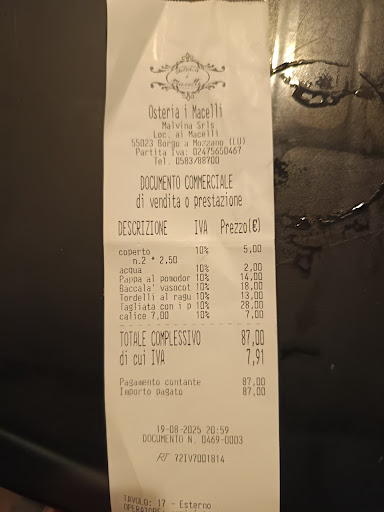 Osteria i Macelli
Osteria i Macelli
Malvina Srls
Loc. ai Macelli
55023 Borgo a Mozzano (LU)
Partita Iva: 02475650467
Tel. 0583/88700
DOCUMENTO COMMERCIALE
di vendita o prestazione
DESCRIZIONE IVA Prezzo(€)
coperto 10% 5,00
n.2 * 2.50
acqua 10% 2,00
Pappa al pomodor 10% 14,00
Baccala' vasocot 10% 18,00
Tordelli al ragu 10% 13,00
Tagliata con i p 10% 28,00
calice 7,00 10% 7,00
TOTALE COMPLESSIVO 87,00
di cui IVA 7,91
Pagamento contante 87,00
Importo pagato 87,00
19-08-2025 20:59
DOCUMENTO N. 0469-0003
RT 72IV7001814
TAVOLO: 17 - Esterno